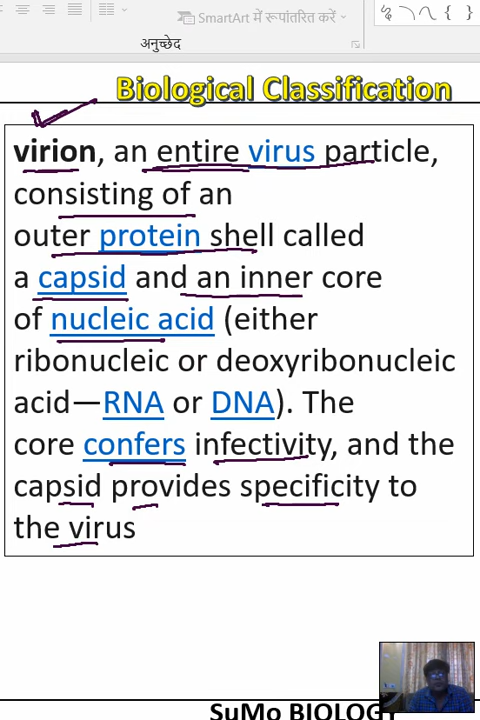 SmartArt में रूपांतरित करें
अनुच्छेद
Biological Classification
virion, an entire virus particle,
consisting of an
outer protein shell called
a capsid and an inner core
of nucleic acid (either
ribonucleic or deoxyribonucleic
acid—RNA or DNA). The
core confers infectivity, and the
capsid provides specificity to
the virus
SuMo BIOLOGY